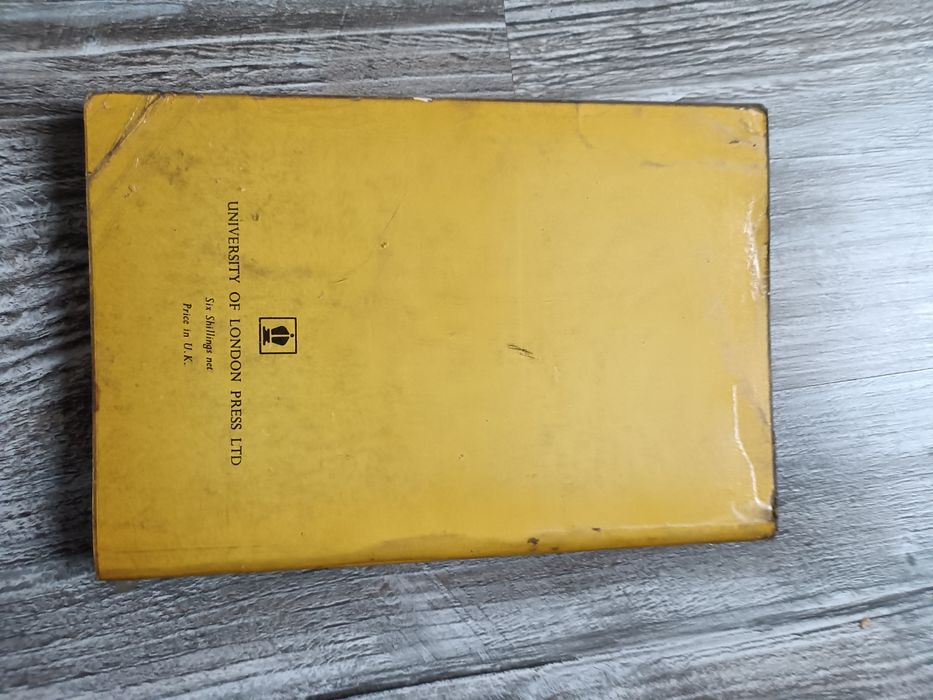 UNIVERSITY OF LONDON PRESS LTD
Six Shillings net
Price in U.K.